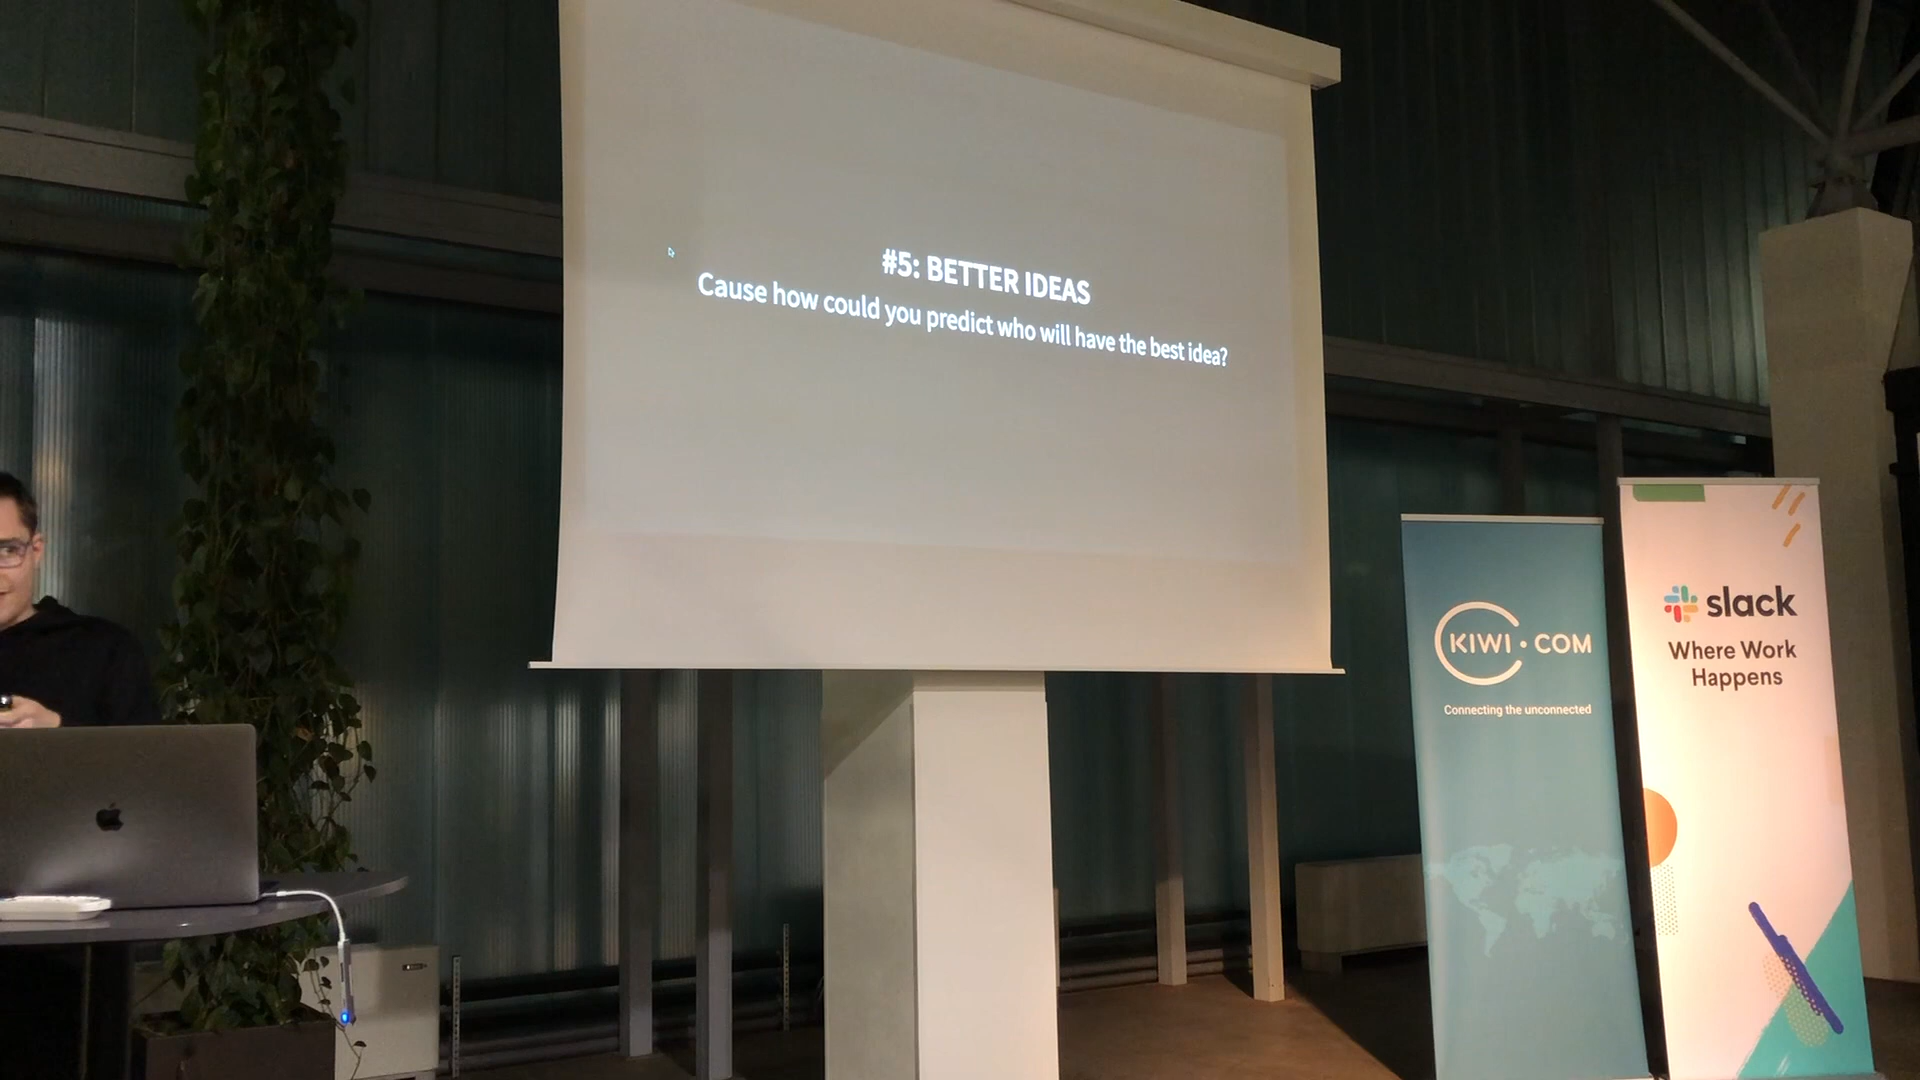 #5: BETTER IDEAS
Cause how could you predict who will have the best idea?
KIWI.COM
Connecting the unconnected
slack
Where Work
Happens